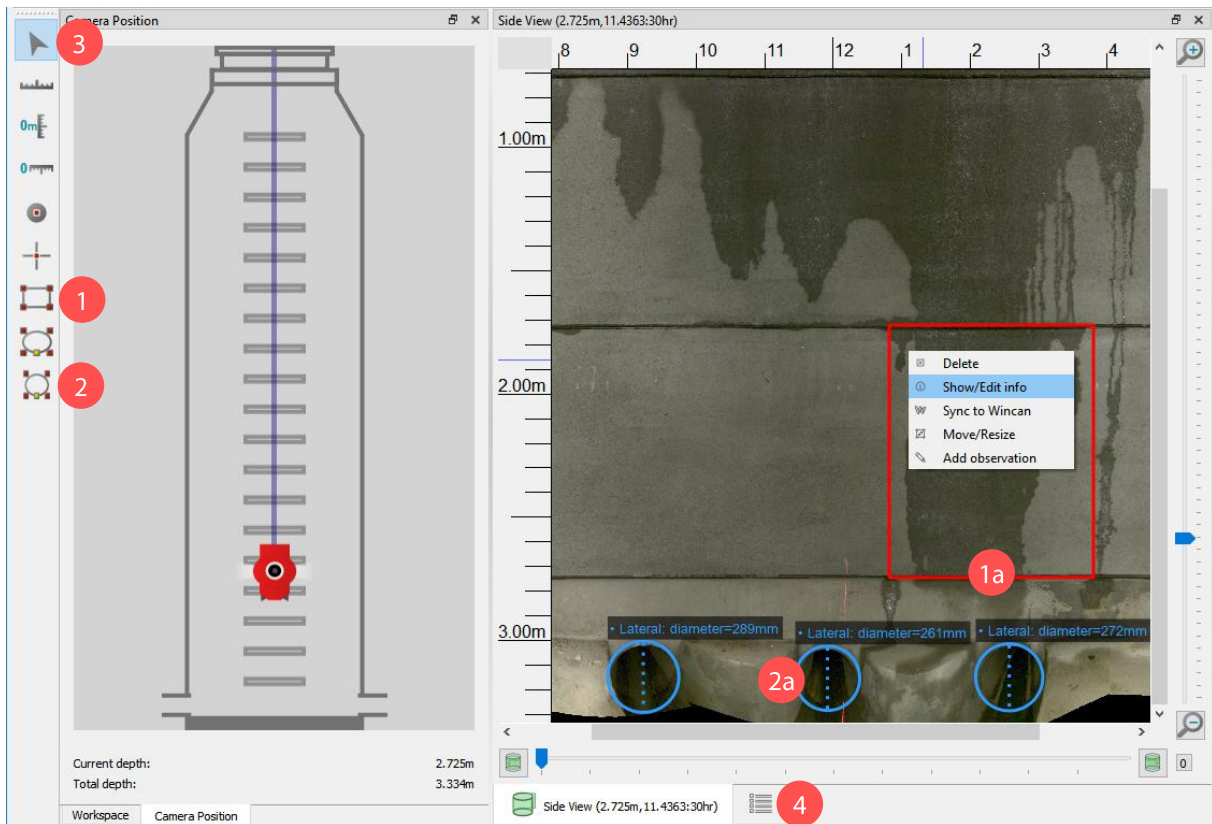 Camera Position
Side View (2.725m,11.4363:30hr)
3
0m
0
1
2
8 9 10 11 12 1 2 3 4
1.00m
2.00m
3.00m
Delete
Show/Edit info
Sync to Wincan
Move/Resize
Add observation
1a
• Lateral: diameter=289mm
• Lateral: diameter=261mm
• Lateral: diameter=272mm
2a
Current depth: 2.725m
Total depth: 3.334m
0
Workspace Camera Position
Side View (2.725m,11.4363:30hr)
4